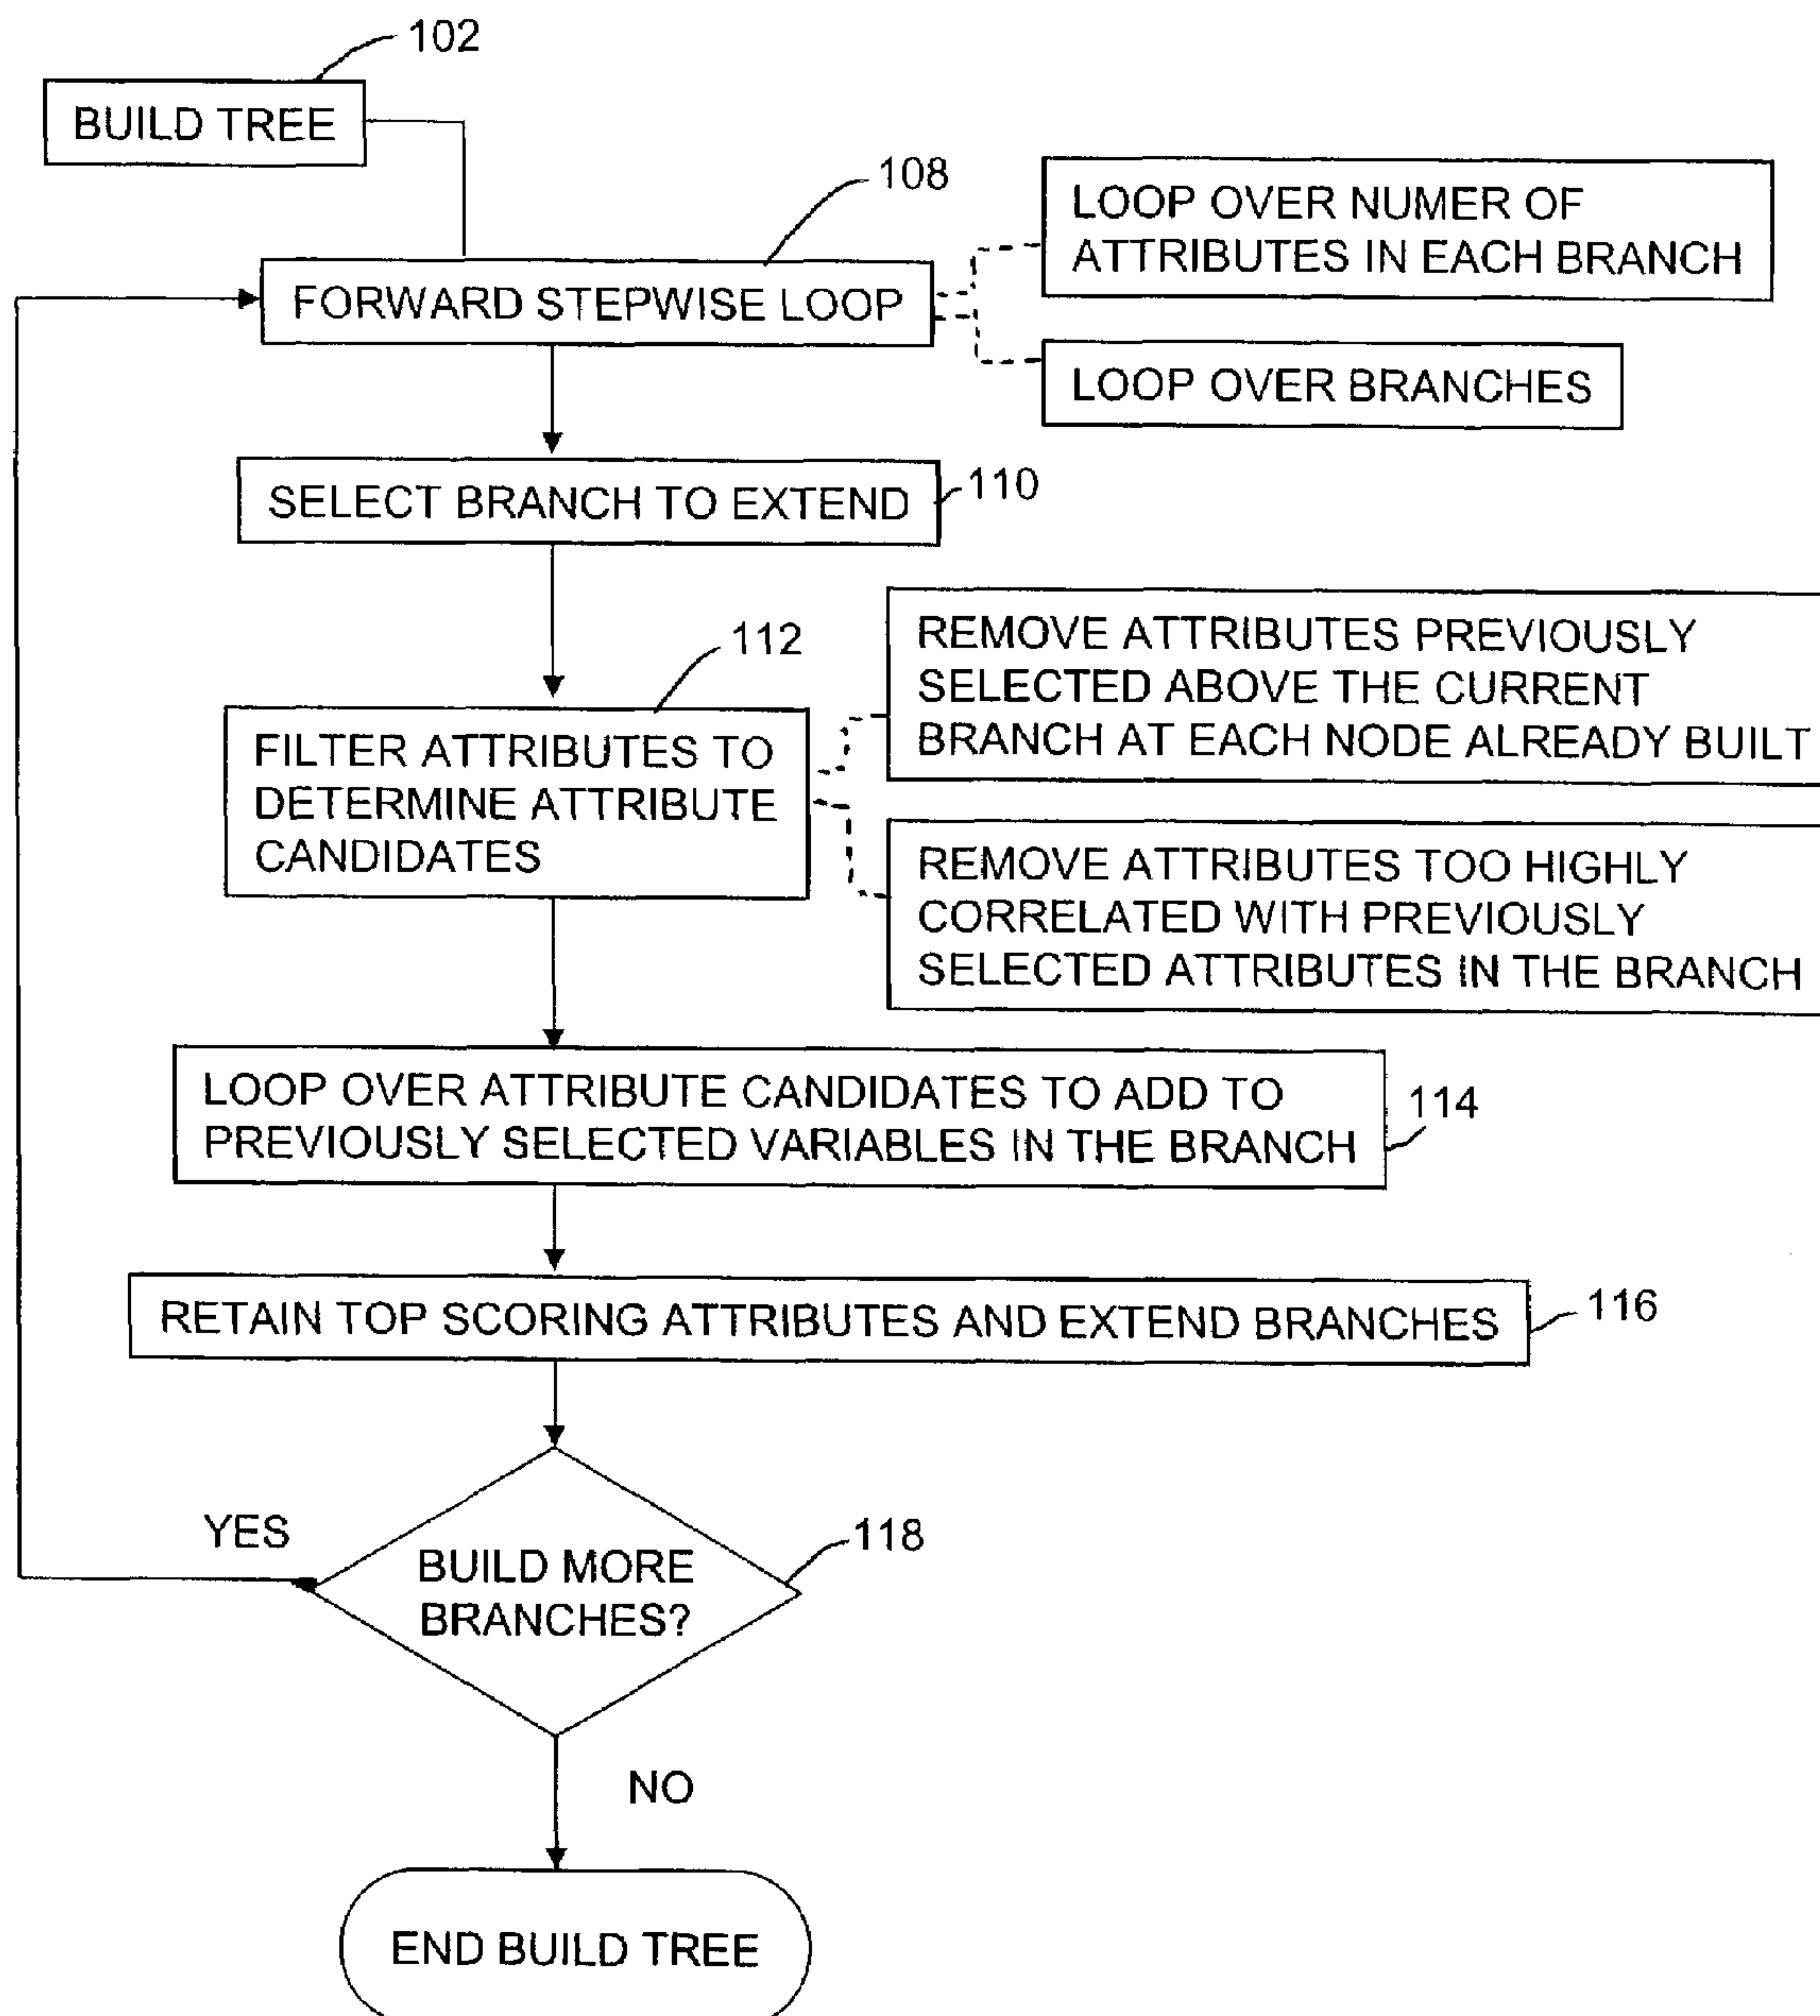 102
BUILD TREE
108
LOOP OVER NUMER OF
ATTRIBUTES IN EACH BRANCH
FORWARD STEPWISE LOOP
LOOP OVER BRANCHES
SELECT BRANCH TO EXTEND
110
REMOVE ATTRIBUTES PREVIOUSLY
SELECTED ABOVE THE CURRENT
BRANCH AT EACH NODE ALREADY BUILT
112
FILTER ATTRIBUTES TO
DETERMINE ATTRIBUTE
CANDIDATES
REMOVE ATTRIBUTES TOO HIGHLY
CORRELATED WITH PREVIOUSLY
SELECTED ATTRIBUTES IN THE BRANCH
LOOP OVER ATTRIBUTE CANDIDATES TO ADD TO
PREVIOUSLY SELECTED VARIABLES IN THE BRANCH
114
RETAIN TOP SCORING ATTRIBUTES AND EXTEND BRANCHES
116
YES
118
BUILD MORE
BRANCHES?
NO
END BUILD TREE